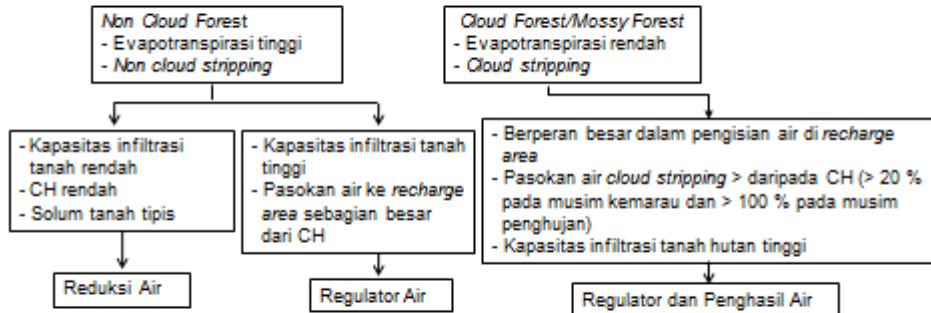 Non Cloud Forest
- Evapotranspirasi tinggi
- Non cloud stripping
Cloud Forest/Mossy Forest
- Evapotranspirasi rendah
- Cloud stripping
- Kapasitas infiltrasi
tanah rendah
- CH rendah
- Solum tanah tipis
- Kapasitas infiltrasi tanah
tinggi
- Pasokan air ke recharge
area sebagian besar
dari CH
- Berperan besar dalam pengisian air di recharge
area
- Pasokan air cloud stripping > daripada CH (> 20 %
pada musim kemarau dan > 100 % pada musim
penghujan)
- Kapasitas infiltrasi tanah hutan tinggi
Reduksi Air
Regulator Air
Regulator dan Penghasil Air